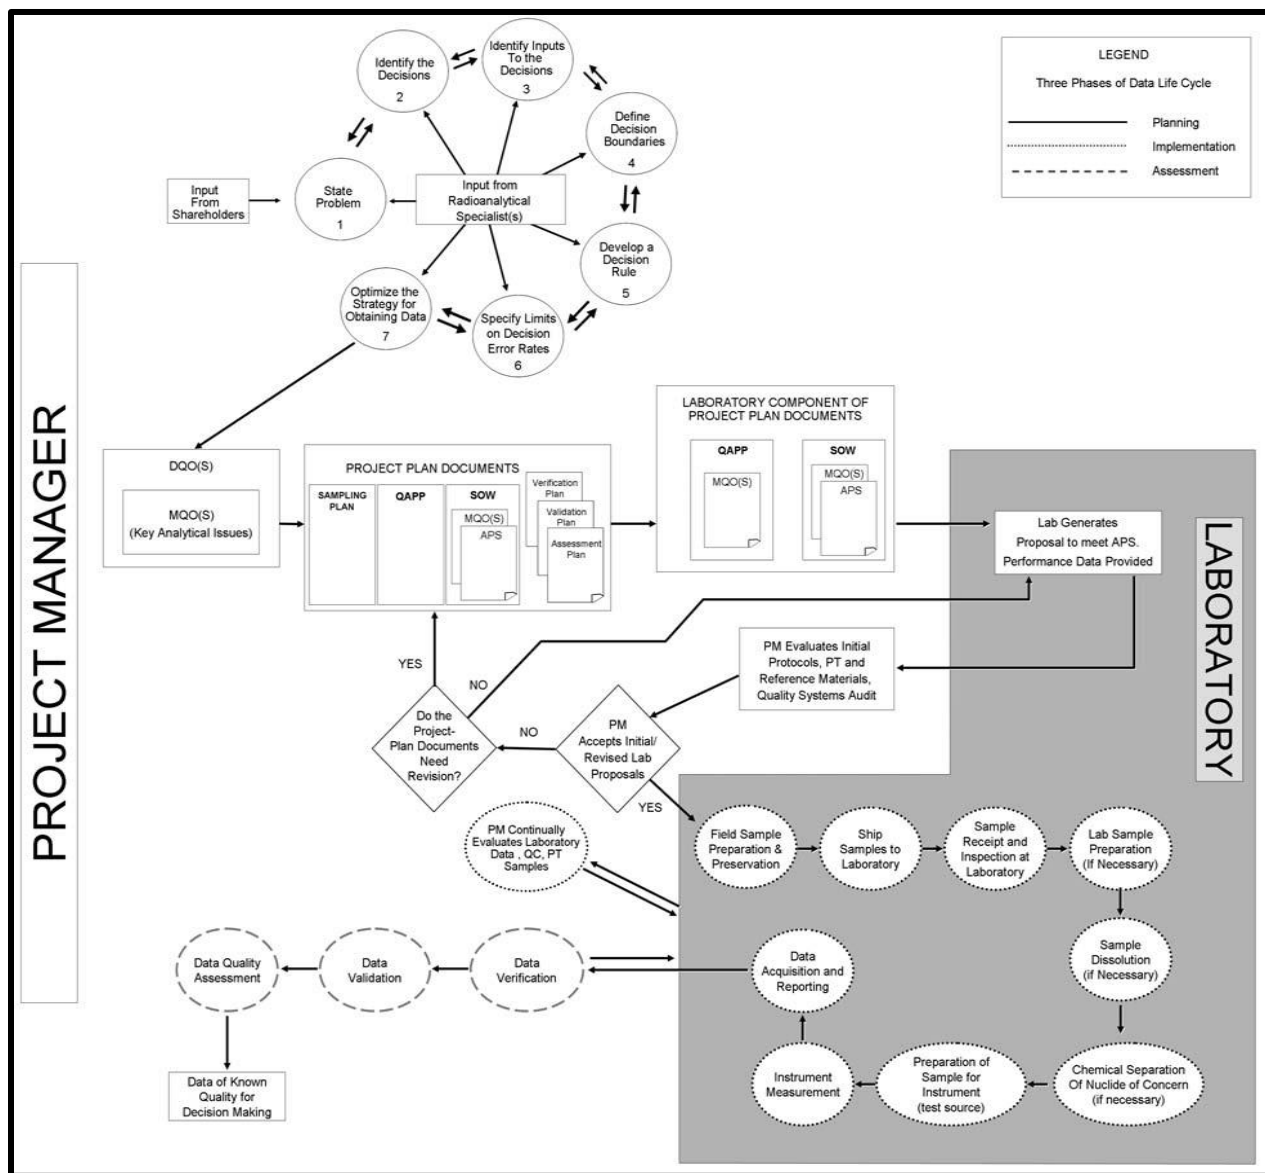 LEGEND
Three Phases of Data Life Cycle
Planning
Implementation
Assessment
Identify the
Decisions
2
Identify Inputs
To the
Decisions
3
Define
Decision
Boundaries
4
Input
From
Shareholders
State
Problem
1
Input from
Radioanalytical
Specialist(s)
Develop a
Decision
Rule
5
Optimize the
Strategy for
Obtaining Data
7
Specify Limits
on Decision
Error Rates
6
PROJECT MANAGER
DQO(S)
MQO(S)
(Key Analytical Issues)
PROJECT PLAN DOCUMENTS
SAMPLING
PLAN
QAPP
SOW
MQO(S)
APS
Verification
Plan
Validation
Plan
Assessment
Plan
LABORATORY COMPONENT OF
PROJECT PLAN DOCUMENTS
QAPP
MQO(S)
SOW
MQO(S)
APS
Lab Generates
Proposal to meet APS.
Performance Data Provided
LABORATORY
PM Evaluates Initial
Protocols, PT and
Reference Materials,
Quality Systems Audit
YES
NO
Do the
Project-
Plan Documents
Need
Revision?
NO
PM
Accepts Initial/
Revised Lab
Proposals
YES
PM Continually
Evaluates Laboratory
Data , QC, PT
Samples
Field Sample
Preparation &
Preservation
Ship
Samples to
Laboratory
Sample
Receipt and
Inspection at
Laboratory
Lab Sample
Preparation
(If Necessary)
Sample
Dissolution
(if Necessary)
Chemical Separation
Of Nuclide of Concern
(if necessary)
Preparation of
Sample for
Instrument
(test source)
Instrument
Measurement
Data
Acquisition and
Reporting
Data
Verification
Data
Validation
Data Quality
Assessment
Data of Known
Quality for
Decision Making